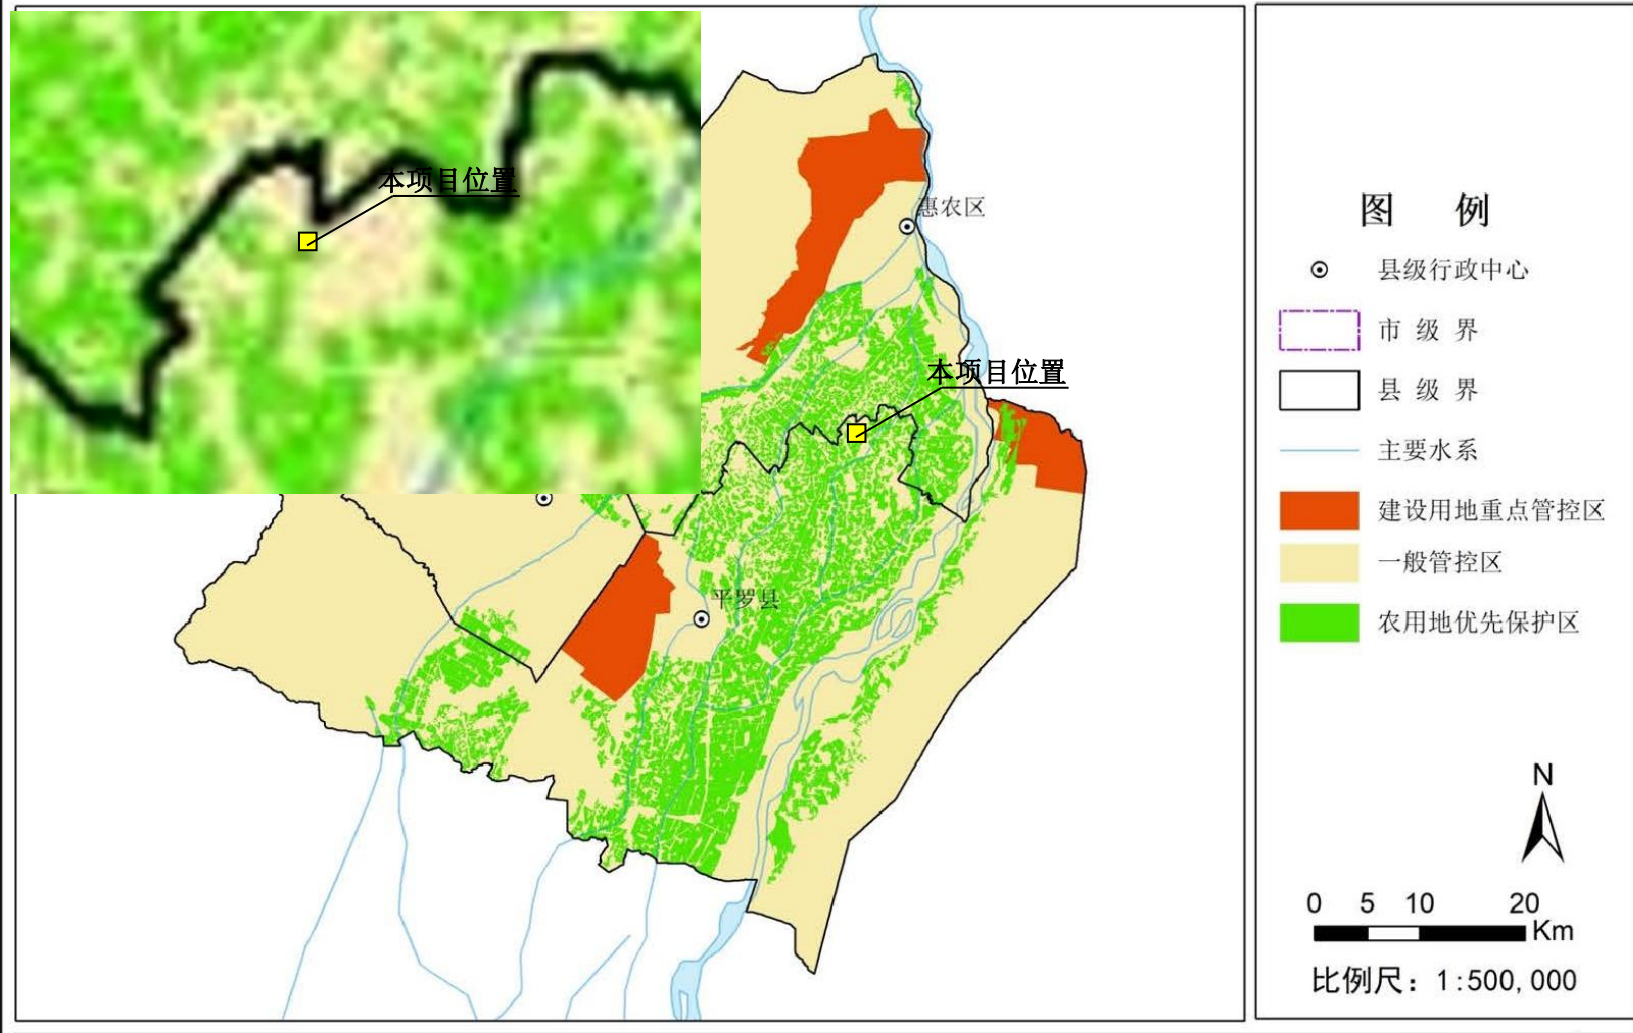 本项目位置
惠农区
本项目位置
平罗县
图 例
县级行政中心
市 级 界
县 级 界
主要水系
建设用地重点管控区
一般管控区
农用地优先保护区
N
0 5 10 20
Km
比例尺：1:500,000